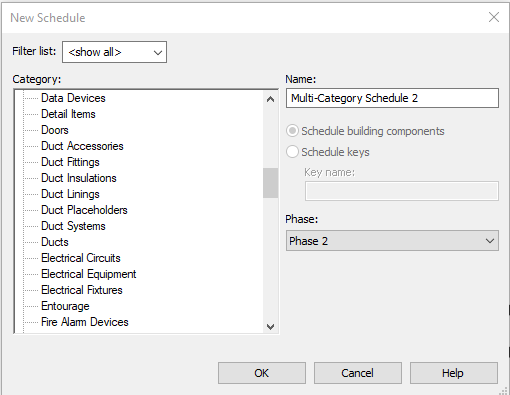 New Schedule
Filter list: <show all>
Category:
Data Devices
Detail Items
Doors
Duct Accessories
Duct Fittings
Duct Insulations
Duct Linings
Duct Placeholders
Duct Systems
Ducts
Electrical Circuits
Electrical Equipment
Electrical Fixtures
Entourage
Fire Alarm Devices
Name:
Multi-Category Schedule 2
Schedule building components
Schedule keys
Key name:
Phase:
Phase 2
OK Cancel Help